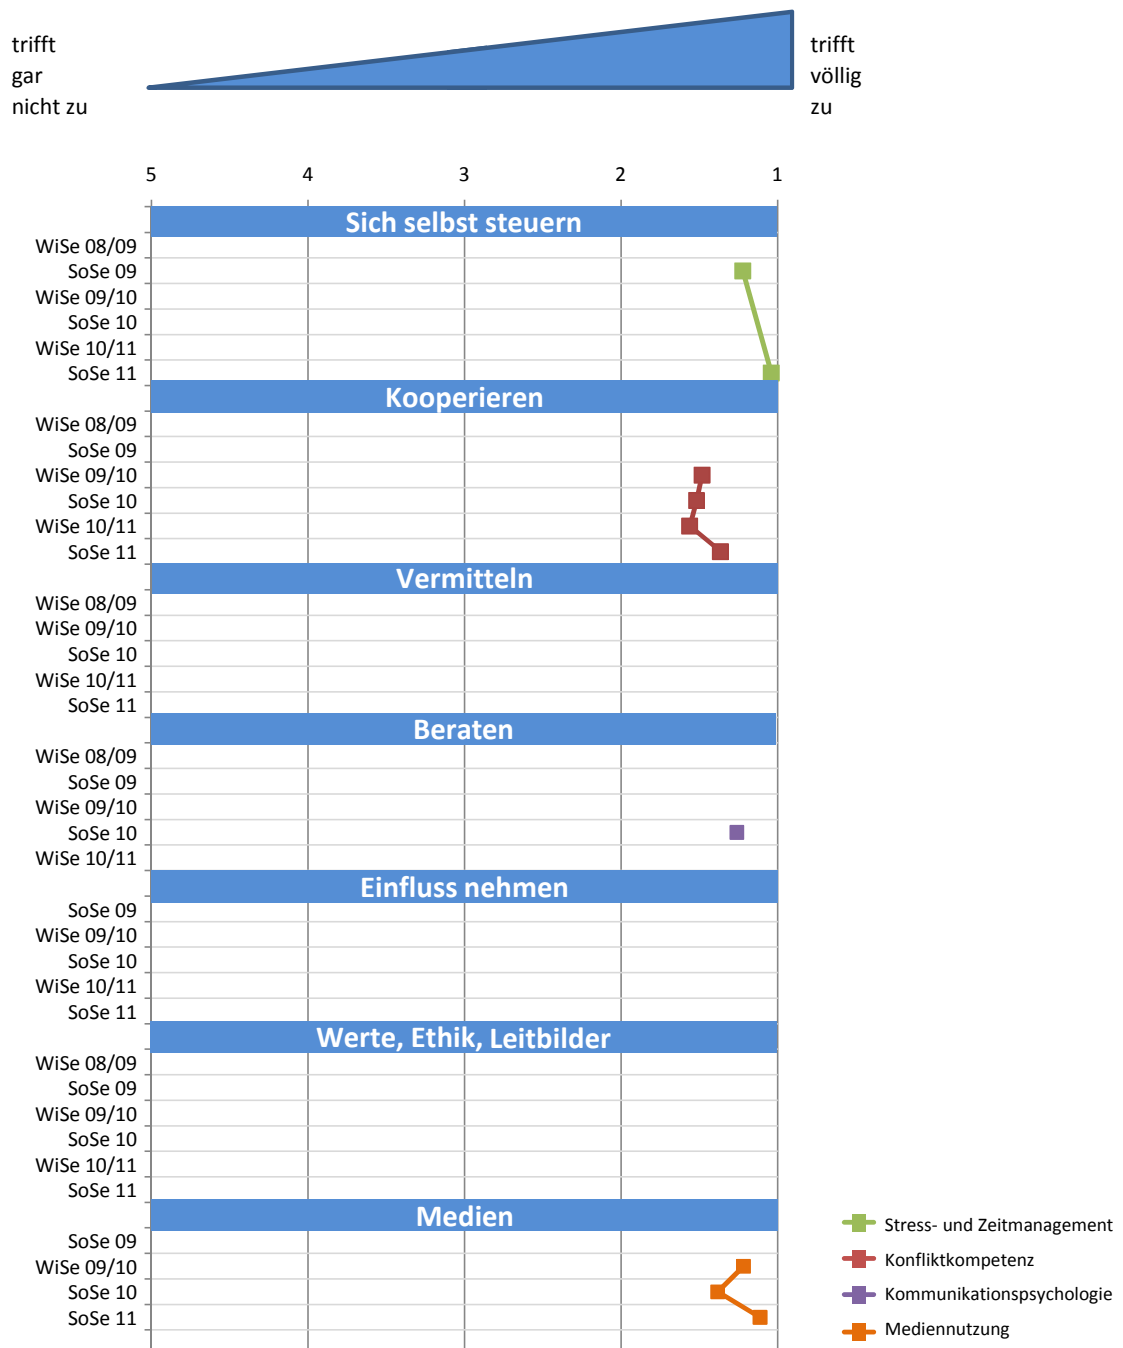 trifft
gar
nicht zu
trifft
völlig
zu
5 4 3 2 1
Sich selbst steuern
WiSe 08/09
SoSe 09
WiSe 09/10
SoSe 10
WiSe 10/11
SoSe 11
Kooperieren
WiSe 08/09
SoSe 09
WiSe 09/10
SoSe 10
WiSe 10/11
SoSe 11
Vermitteln
WiSe 08/09
WiSe 09/10
SoSe 10
WiSe 10/11
SoSe 11
Beraten
WiSe 08/09
SoSe 09
WiSe 09/10
SoSe 10
WiSe 10/11
Einfluss nehmen
SoSe 09
WiSe 09/10
SoSe 10
WiSe 10/11
SoSe 11
Werte, Ethik, Leitbilder
WiSe 08/09
SoSe 09
WiSe 09/10
SoSe 10
WiSe 10/11
SoSe 11
Medien
SoSe 09
WiSe 09/10
SoSe 10
SoSe 11
Stress- und Zeitmanagement
Konfliktkompetenz
Kommunikationspsychologie
Mediennutzung